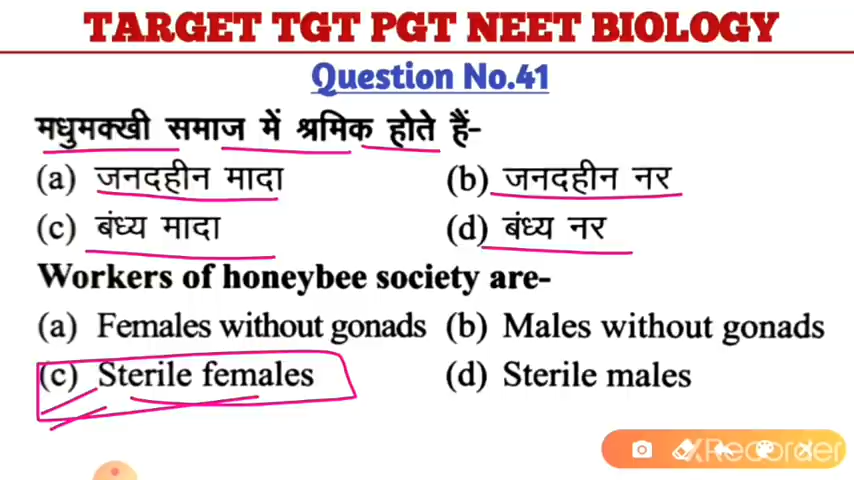 TARGET TGT PGT NEET BIOLOGY
Question No.41
मधुमक्खी समाज में श्रमिक होते हैं-
(a) जनदहीन मादा (b) जनदहीन नर
(c) बंध्य मादा (d) बंध्य नर
Workers of honeybee society are-
(a) Females without gonads (b) Males without gonads
(c) Sterile females (d) Sterile males
XRecorder